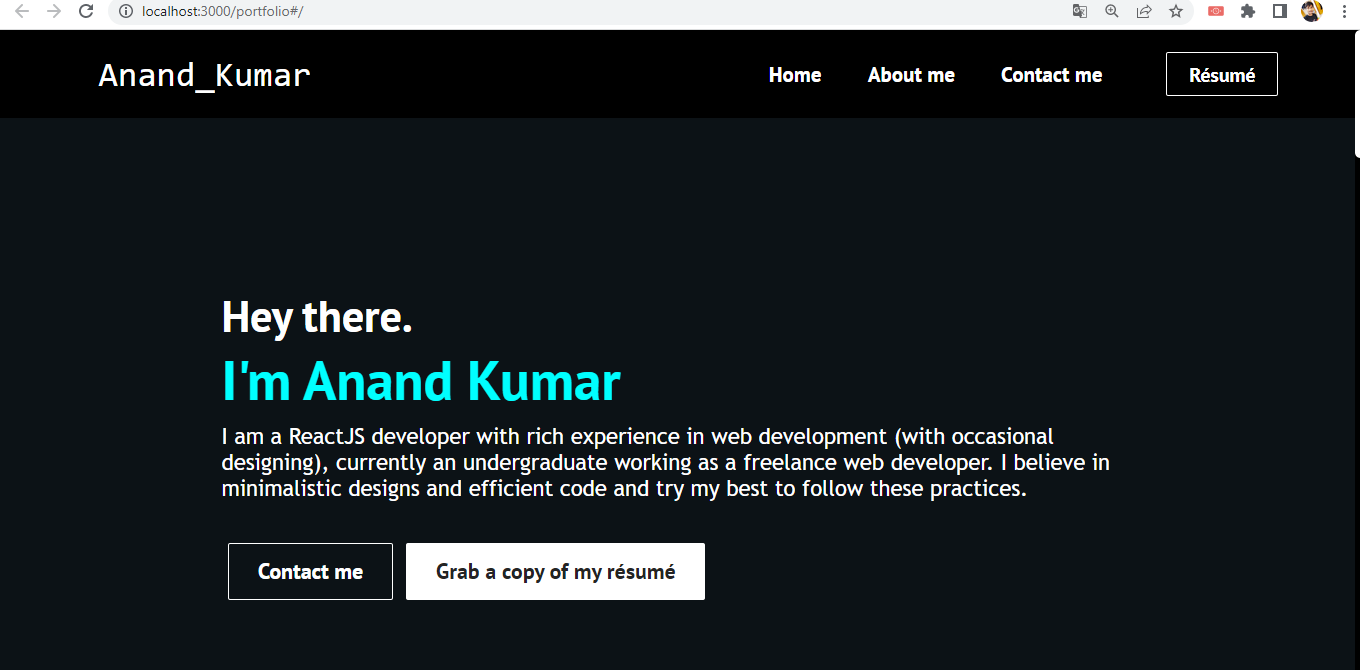 localhost:3000/portfolio#/
Anand_Kumar
Home
About me
Contact me
Résumé
Hey there.
I'm Anand Kumar
I am a ReactJS developer with rich experience in web development (with occasional
designing), currently an undergraduate working as a freelance web developer. I believe in
minimalistic designs and efficient code and try my best to follow these practices.
Contact me
Grab a copy of my résumé